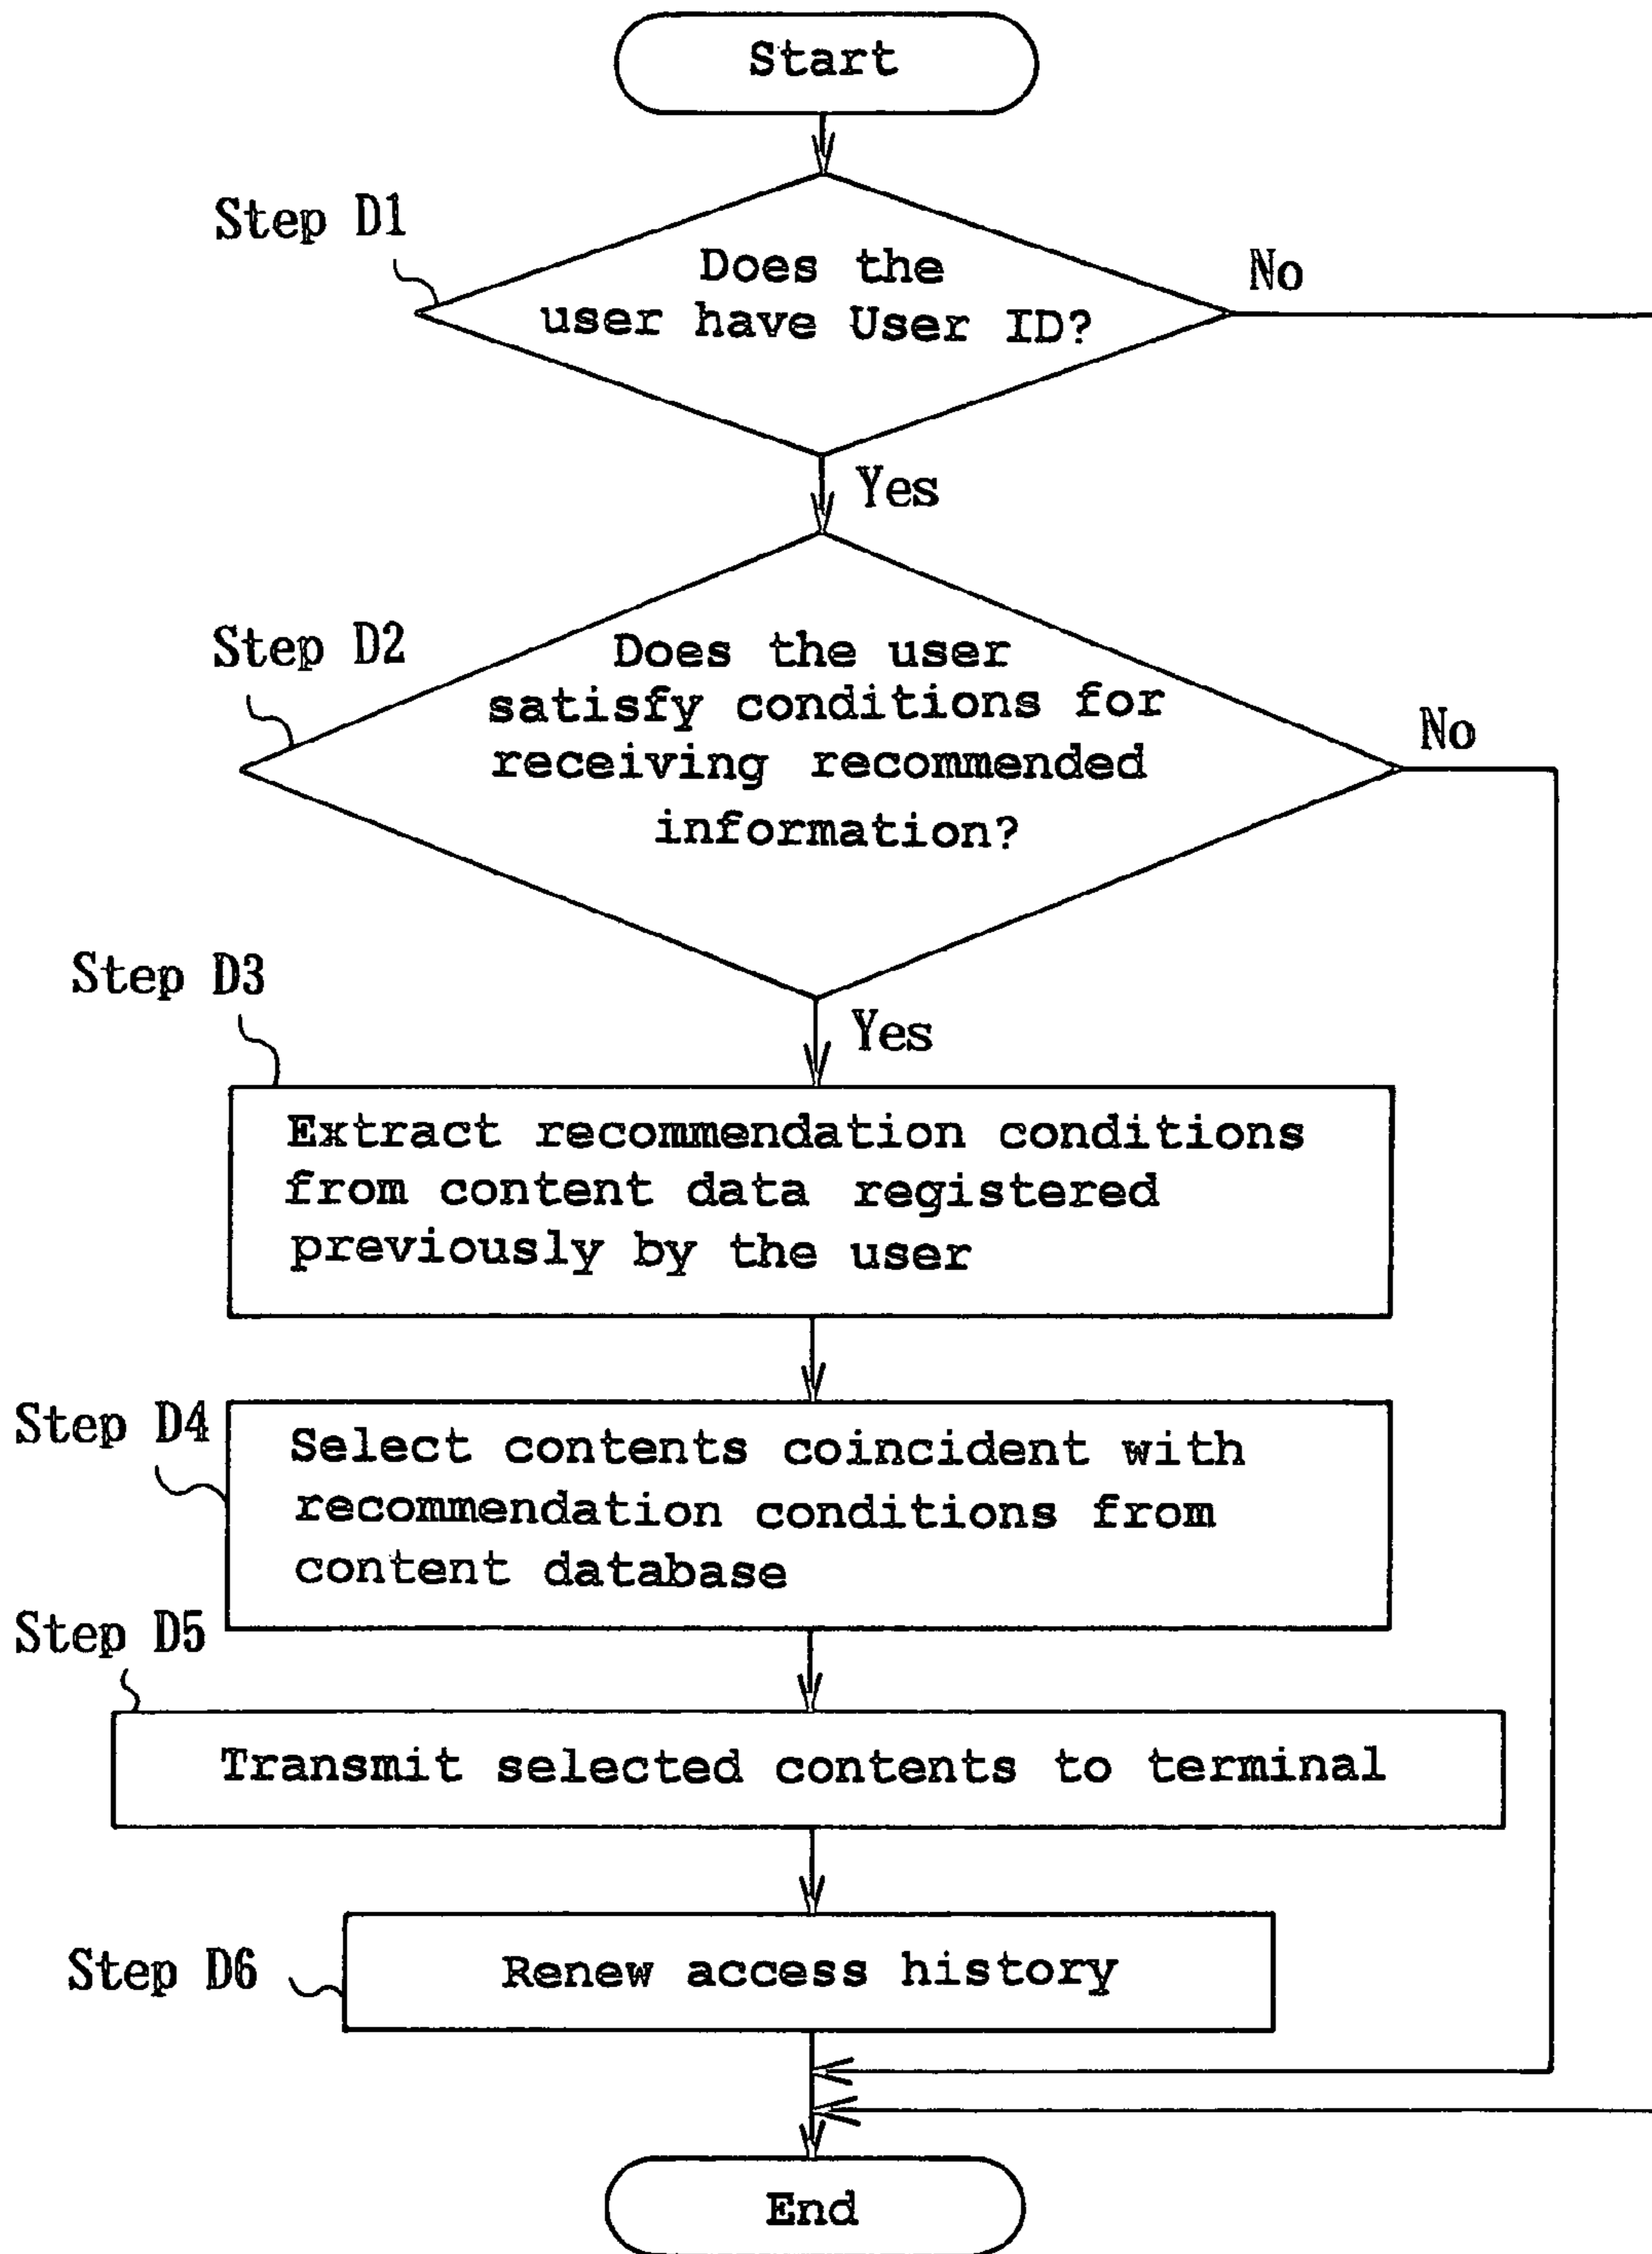 Start
Step D1
Does the
user have User ID?
No
Yes
Step D2
Does the user
satisfy conditions for
receiving recommended
information?
No
Step D3
Yes
Extract recommendation conditions
from content data registered
previously by the user
Step D4
Select contents coincident with
recommendation conditions from
content database
Step D5
Transmit selected contents to terminal
Step D6
Renew access history
End